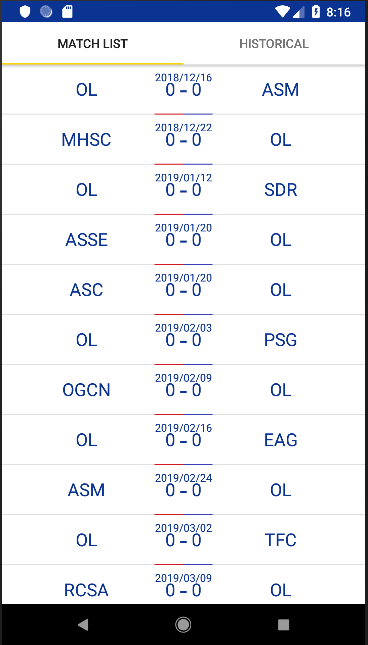 8:16
MATCH LIST HISTORICAL
2018/12/16
OL 0 - 0 ASM
2018/12/22
MHSC 0 - 0 OL
2019/01/12
OL 0 - 0 SDR
2019/01/20
ASSE 0 - 0 OL
2019/01/20
ASC 0 - 0 OL
2019/02/03
OL 0 - 0 PSG
2019/02/09
OGCN 0 - 0 OL
2019/02/16
OL 0 - 0 EAG
2019/02/24
ASM 0 - 0 OL
2019/03/02
OL 0 - 0 TFC
2019/03/09
RCSA 0 - 0 OL